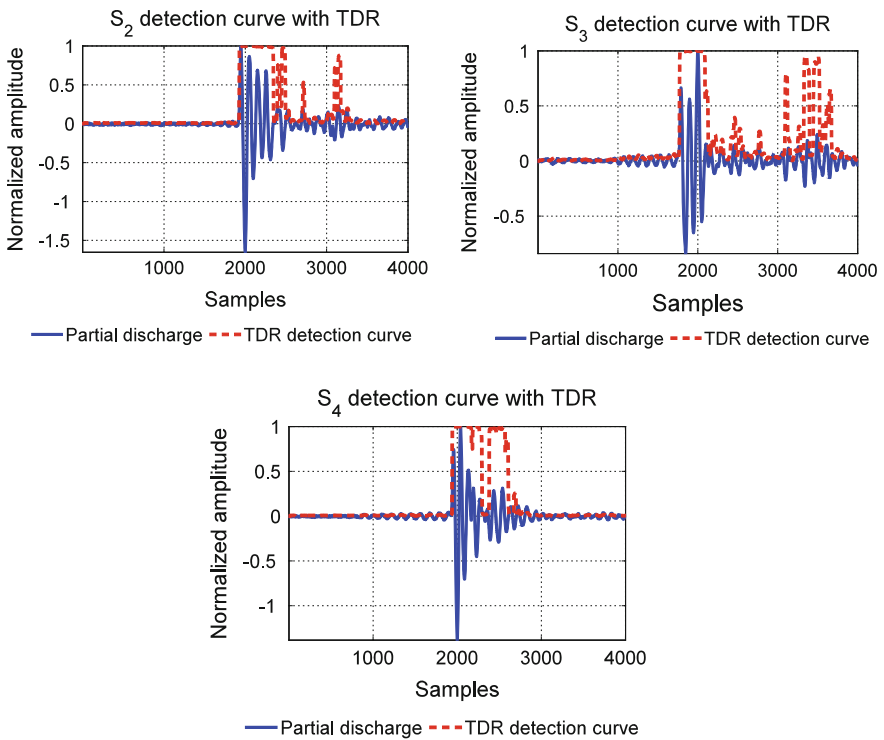 S2 detection curve with TDR
Normalized amplitude
1
0.5
0
-0.5
-1
-1.5
1000 2000 3000 4000
Samples
Partial discharge TDR detection curve
S3 detection curve with TDR
Normalized amplitude
1
0.5
0
-0.5
1000 2000 3000 4000
Samples
Partial discharge TDR detection curve
S4 detection curve with TDR
Normalized amplitude
1
0.5
0
-0.5
-1
1000 2000 3000 4000
Samples
Partial discharge TDR detection curve